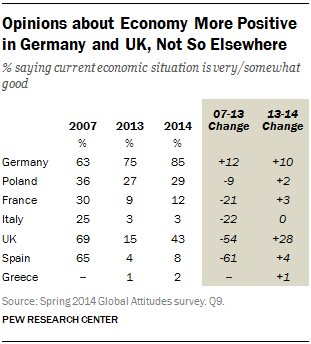 Opinions about Economy More Positive
in Germany and UK, Not So Elsewhere
% saying current economic situation is very/somewhat
good
2007 2013 2014 07-13 Change 13-14 Change
% % %
Germany 63 75 85 +12 +10
Poland 36 27 29 -9 +2
France 30 9 12 -21 +3
Italy 25 3 3 -22 0
UK 69 15 43 -54 +28
Spain 65 4 8 -61 +4
Greece -- 1 2 -- +1
Source: Spring 2014 Global Attitudes survey. Q9.
PEW RESEARCH CENTER